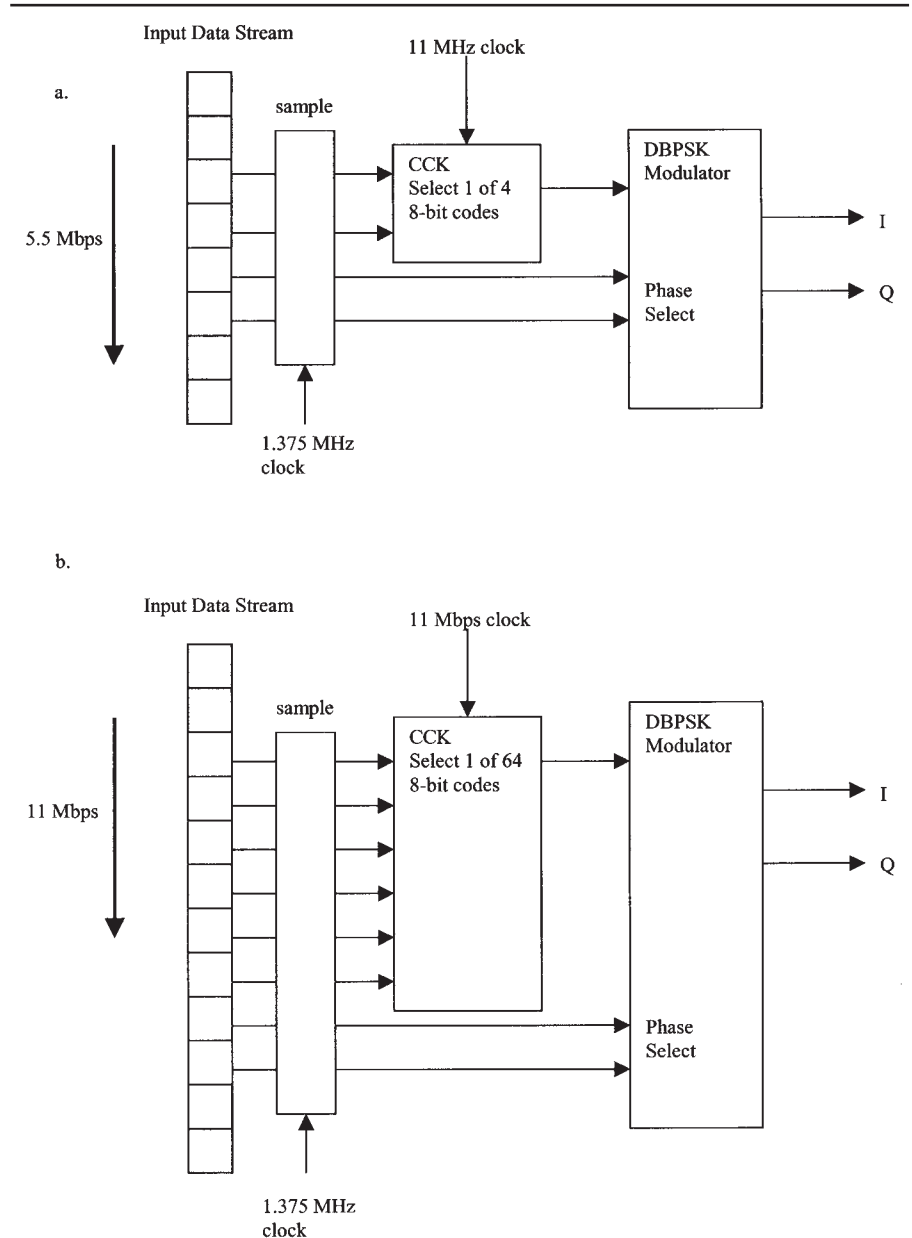 Input Data Stream
11 MHz clock
a.
sample
CCK
Select 1 of 4
8-bit codes
DBPSK
Modulator
5.5 Mbps
I
Q
Phase
Select
1.375 MHz
clock
b.
Input Data Stream
11 Mbps clock
sample
CCK
Select 1 of 64
8-bit codes
DBPSK
Modulator
11 Mbps
I
Q
Phase
Select
1.375 MHz
clock